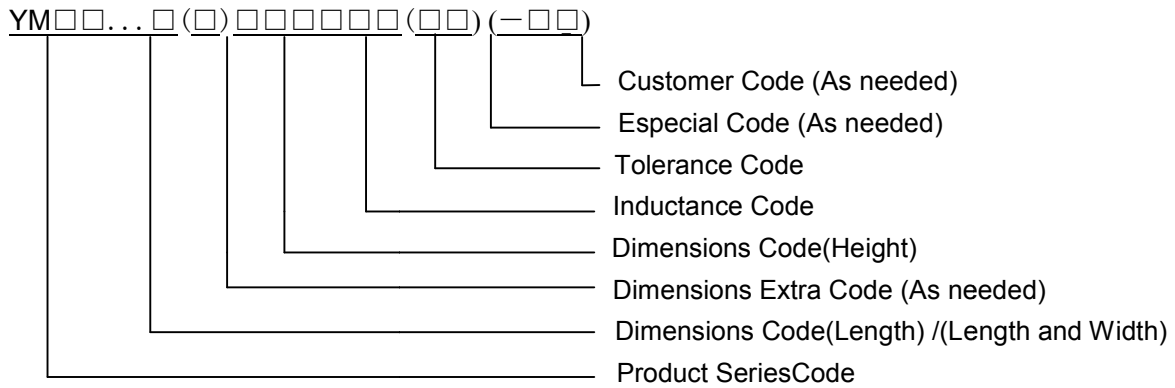 YM□□...□(□)□□□□□□(□□)(－□□)
Customer Code (As needed)
Especial Code (As needed)
Tolerance Code
Inductance Code
Dimensions Code(Height)
Dimensions Extra Code (As needed)
Dimensions Code(Length) /(Length and Width)
Product SeriesCode